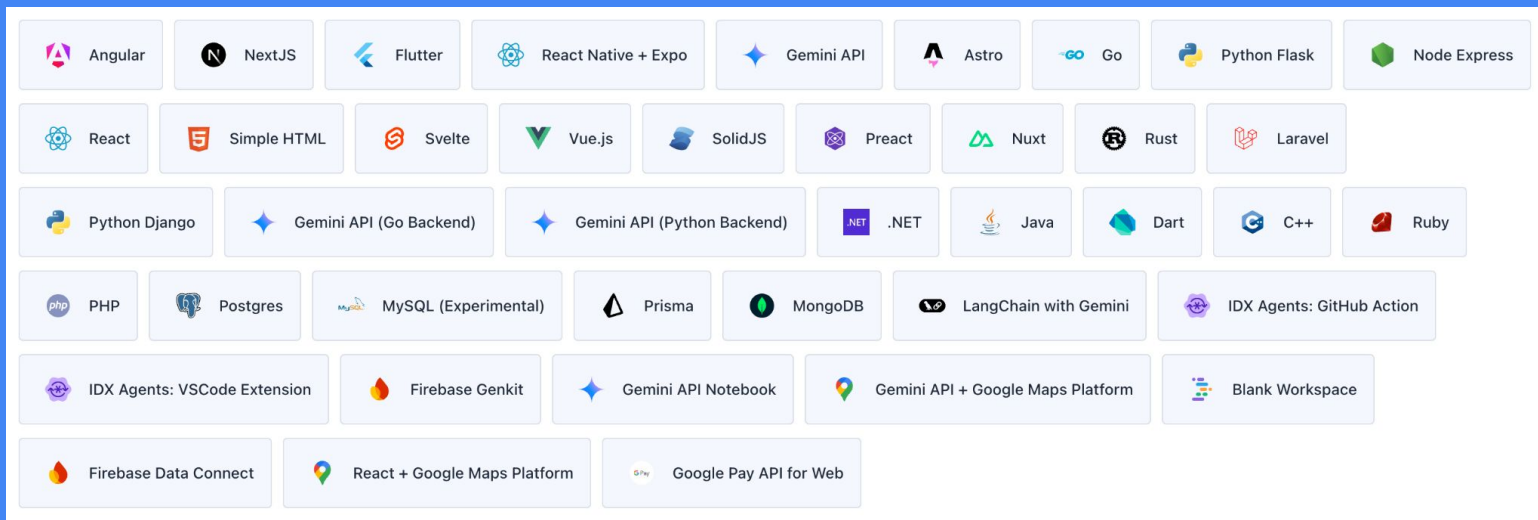 Angular NextJS Flutter React Native + Expo Gemini API Astro GO Go Python Flask Node Express
React Simple HTML Svelte Vue.js SolidJS Preact Nuxt Rust Laravel
Python Django Gemini API (Go Backend) Gemini API (Python Backend) .NET .NET Java Dart C++ Ruby
php PHP Postgres MySQL MySQL (Experimental) Prisma MongoDB LangChain with Gemini IDX Agents: GitHub Action
IDX Agents: VSCode Extension Firebase Genkit Gemini API Notebook Gemini API + Google Maps Platform Blank Workspace
Firebase Data Connect React + Google Maps Platform G Pay Google Pay API for Web